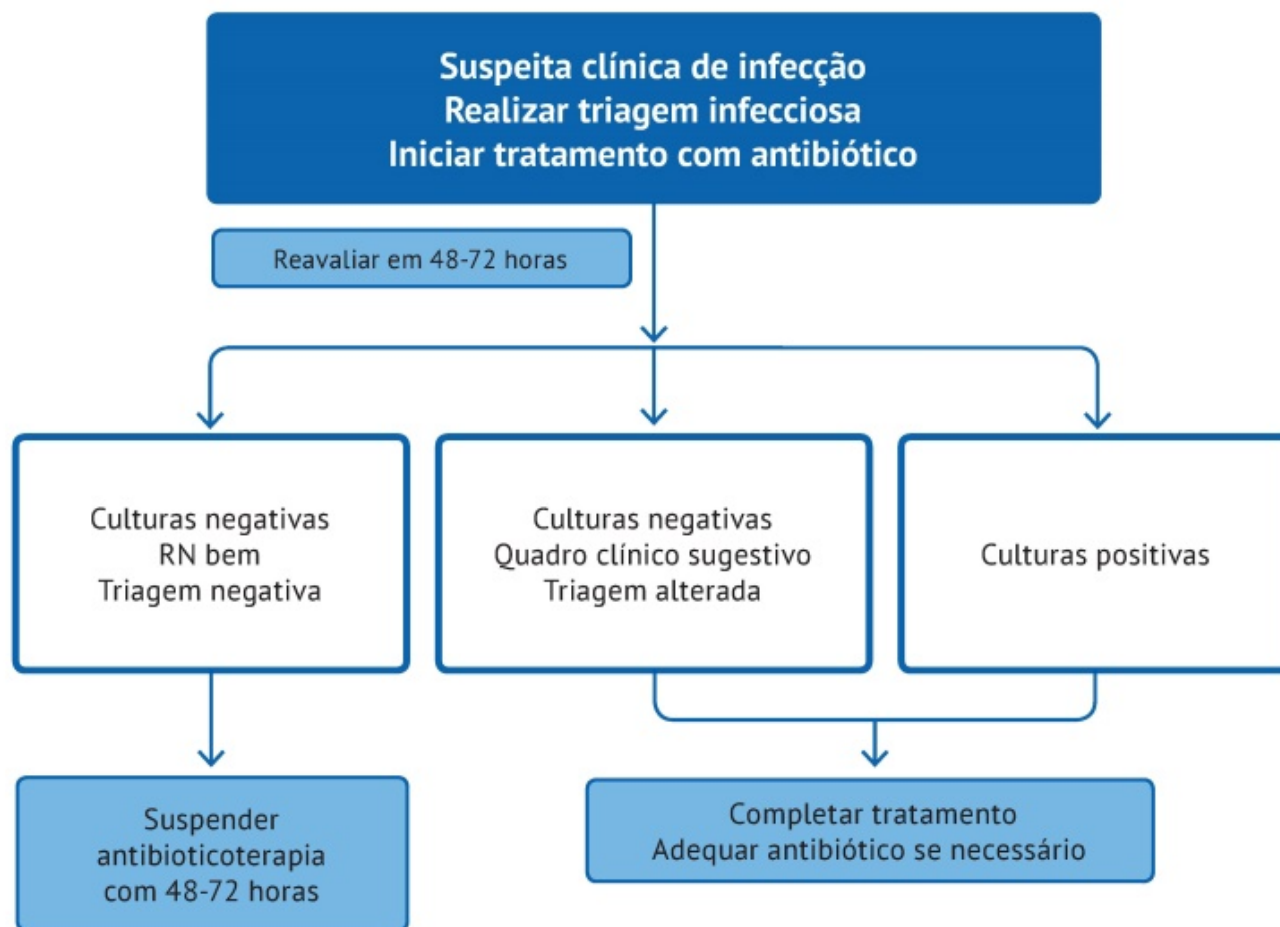 Suspeita clínica de infecção
Realizar triagem infecciosa
Iniciar tratamento com antibiótico
Reavaliar em 48-72 horas
Culturas negativas
RN bem
Triagem negativa
Culturas negativas
Quadro clínico sugestivo
Triagem alterada
Culturas positivas
Suspender
antibioticoterapia
com 48-72 horas
Completar tratamento
Adequar antibiótico se necessário